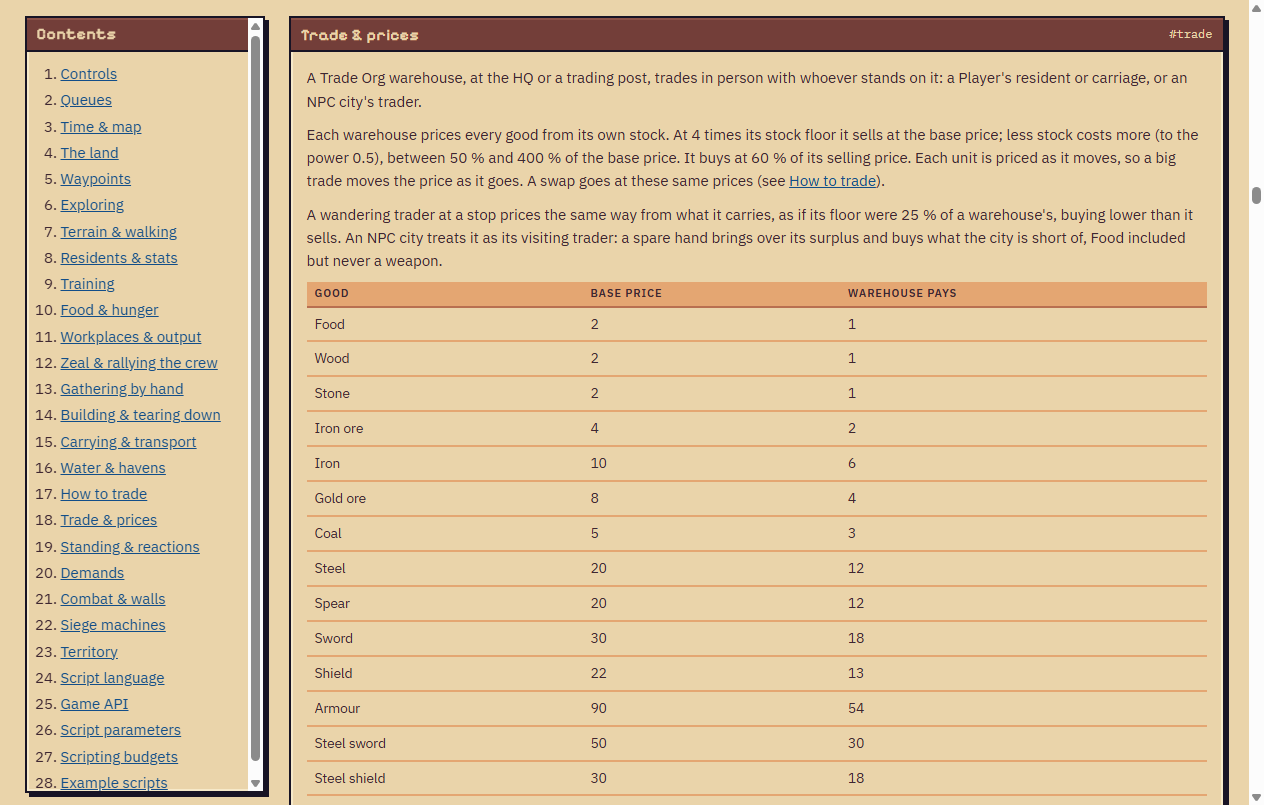 Contents
1. Controls
2. Queues
3. Time & map
4. The land
5. Waypoints
6. Exploring
7. Terrain & walking
8. Residents & stats
9. Training
10. Food & hunger
11. Workplaces & output
12. Zeal & rallying the crew
13. Gathering by hand
14. Building & tearing down
15. Carrying & transport
16. Water & havens
17. How to trade
18. Trade & prices
19. Standing & reactions
20. Demands
21. Combat & walls
22. Siege machines
23. Territory
24. Script language
25. Game API
26. Script parameters
27. Scripting budgets
28. Example scripts
Trade & prices #trade
A Trade Org warehouse, at the HQ or a trading post, trades in person with whoever stands on it: a Player's resident or carriage, or an
NPC city's trader.
Each warehouse prices every good from its own stock. At 4 times its stock floor it sells at the base price; less stock costs more (to the
power 0.5), between 50 % and 400 % of the base price. It buys at 60 % of its selling price. Each unit is priced as it moves, so a big
trade moves the price as it goes. A swap goes at these same prices (see How to trade).
A wandering trader at a stop prices the same way from what it carries, as if its floor were 25 % of a warehouse's, buying lower than it
sells. An NPC city treats it as its visiting trader: a spare hand brings over its surplus and buys what the city is short of, Food included
but never a weapon.
GOOD BASE PRICE WAREHOUSE PAYS
Food 2 1
Wood 2 1
Stone 2 1
Iron ore 4 2
Iron 10 6
Gold ore 8 4
Coal 5 3
Steel 20 12
Spear 20 12
Sword 30 18
Shield 22 13
Armour 90 54
Steel sword 50 30
Steel shield 30 18